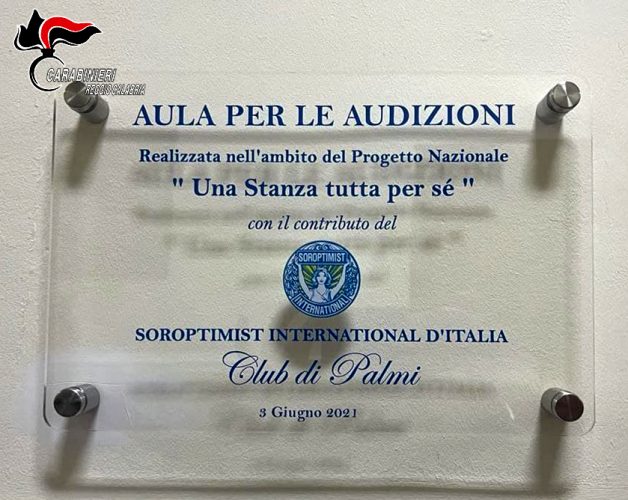 CARABINIERI
REGGIO CALABRIA
AULA PER LE AUDIZIONI
Realizzata nell'ambito del Progetto Nazionale
" Una Stanza tutta per sé "
con il contributo del
SOROPTIMIST
INTERNATIONAL
SOROPTIMIST INTERNATIONAL D'ITALIA
Club di Palmi
3 Giugno 2021